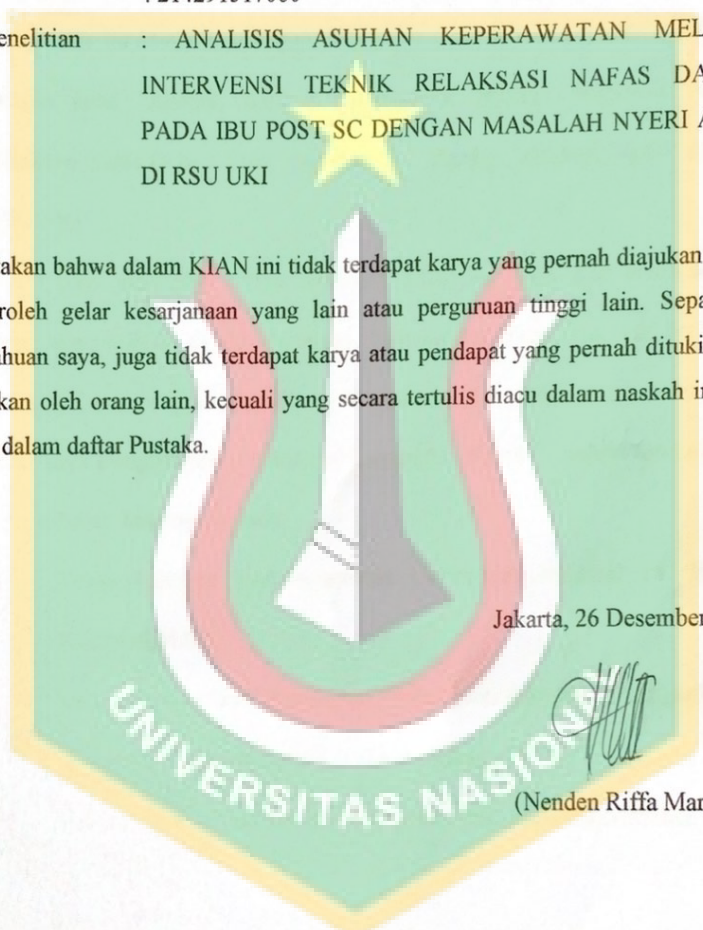 enelitian : ANALISIS ASUHAN KEPERAWATAN MEL
INTERVENSI TEKNIK RELAKSASI NAFAS DA
PADA IBU POST SC DENGAN MASALAH NYERI A
DI RSU UKI
akan bahwa dalam KIAN ini tidak terdapat karya yang pernah diajukan
roleh gelar kesarjanaan yang lain atau perguruan tinggi lain. Sepa
ahuan saya, juga tidak terdapat karya atau pendapat yang pernah dituki
kan oleh orang lain, kecuali yang secara tertulis diacu dalam naskah in
dalam daftar Pustaka.
Jakarta, 26 Desember
UNIVERSITAS NASIONAL
(Nenden Riffa Mar